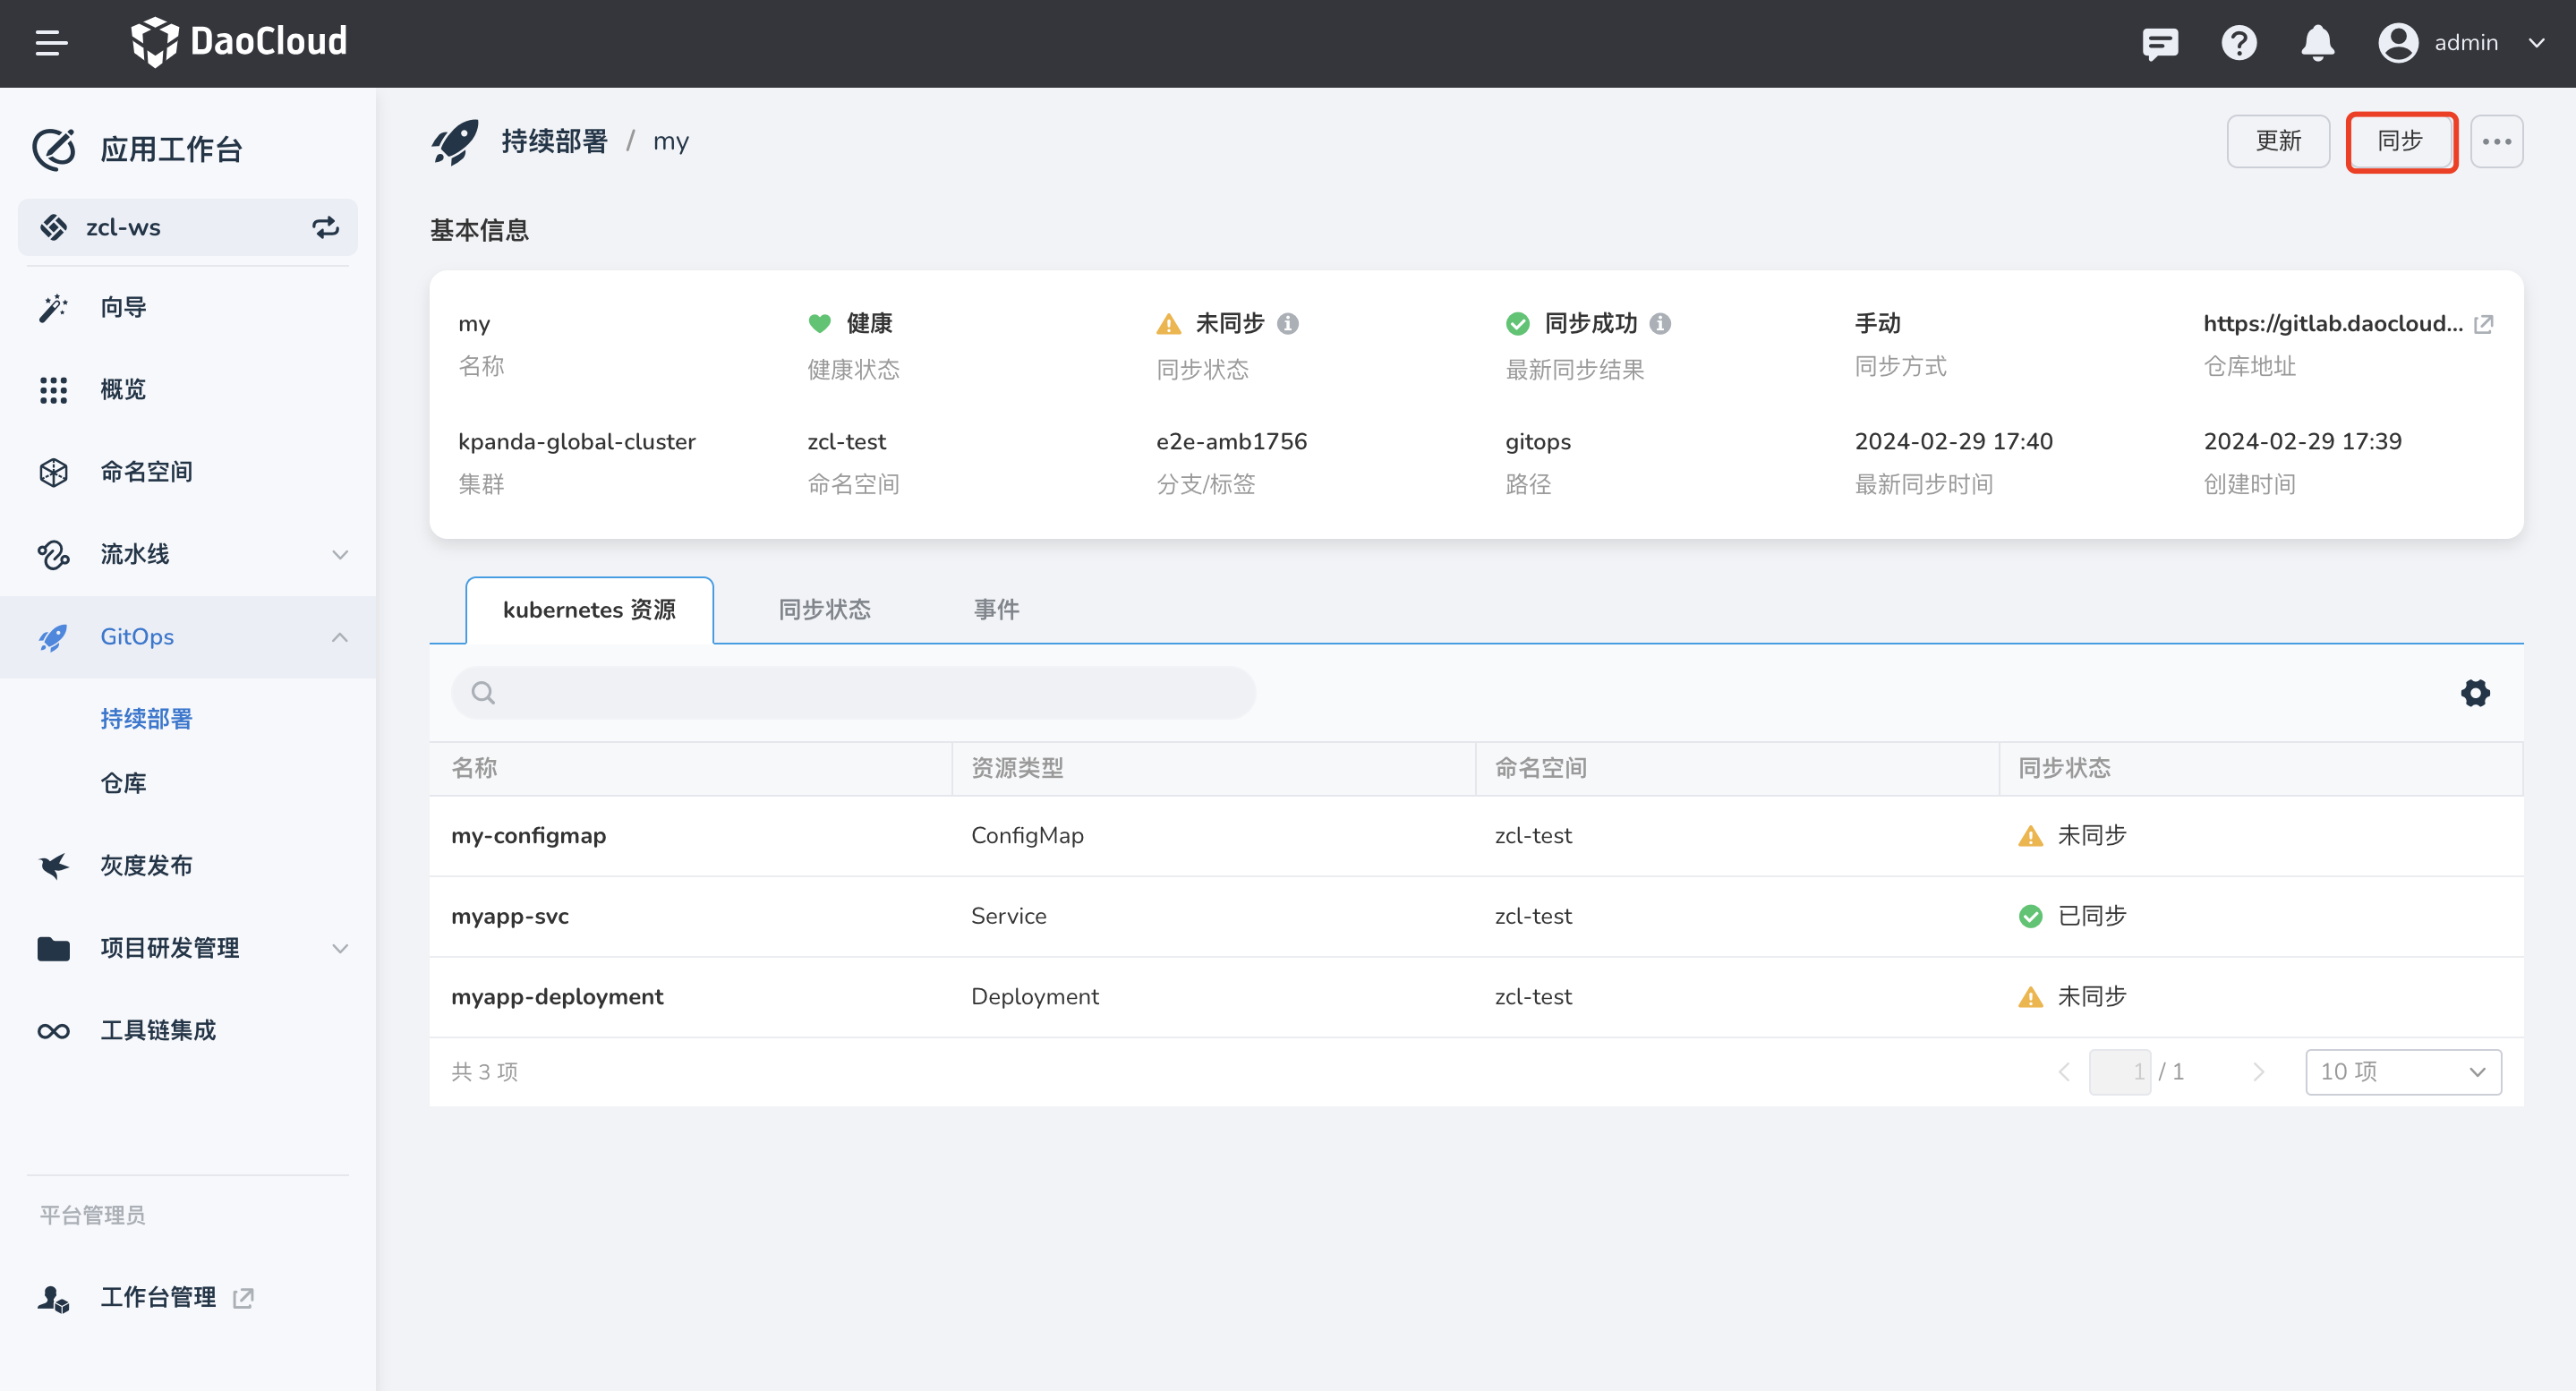 DaoCloud
admin
应用工作台
zcl-ws
向导
概览
命名空间
流水线
GitOps
持续部署
仓库
灰度发布
项目研发管理
工具链集成
平台管理员
工作台管理
持续部署 / my
更新
同步
基本信息
my
健康
未同步
同步成功
手动
https://gitlab.daocloud...
名称
健康状态
同步状态
最新同步结果
同步方式
仓库地址
kpanda-global-cluster
zcl-test
e2e-amb1756
gitops
2024-02-29 17:40
2024-02-29 17:39
集群
命名空间
分支/标签
路径
最新同步时间
创建时间
kubernetes 资源
同步状态
事件
名称 资源类型 命名空间 同步状态
my-configmap ConfigMap zcl-test 未同步
myapp-svc Service zcl-test 已同步
myapp-deployment Deployment zcl-test 未同步
共 3 项
1 / 1
10 项